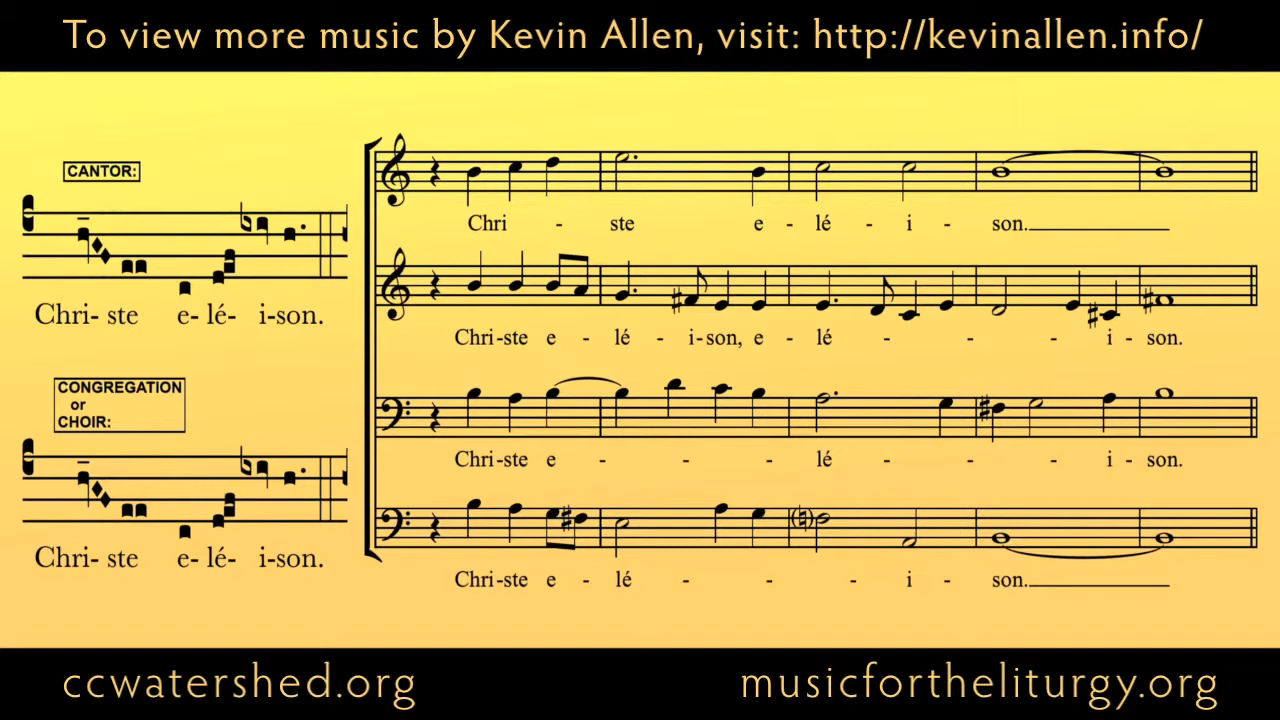 To view more music by Kevin Allen, visit: http://kevinallen.info/
CANTOR:
Chri- ste e- lé- i-son.
CONGREGATION
or
CHOIR:
Chri- ste e- lé- i-son.
Chri - ste e - lé - i - son.
Chri-ste e - lé - i-son, e - lé - - - i - son.
Chri-ste e - - - lé - - - i - son.
Chri-ste e - lé - - - i - son.
ccwatershed.org
musicfortheliturgy.org